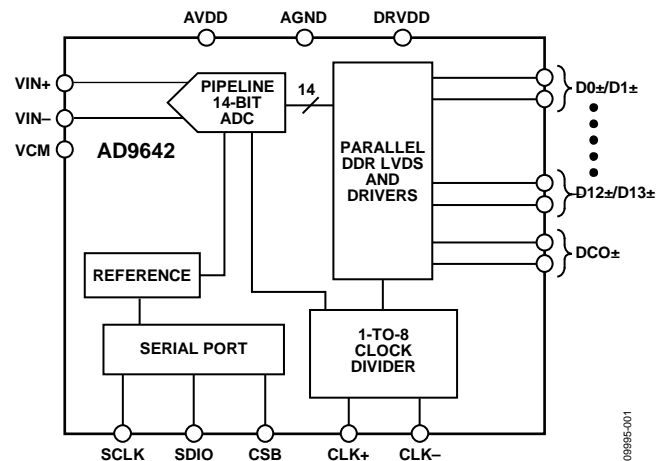 AVDD AGND DRVDD
VIN+
VIN–
VCM
AD9642
PIPELINE
14-BIT
ADC
14
PARALLEL
DDR LVDS
AND
DRIVERS
D0±/D1±
D12±/D13±
DCO±
REFERENCE
SERIAL PORT
1-TO-8
CLOCK
DIVIDER
SCLK SDIO CSB CLK+ CLK–
09995-001